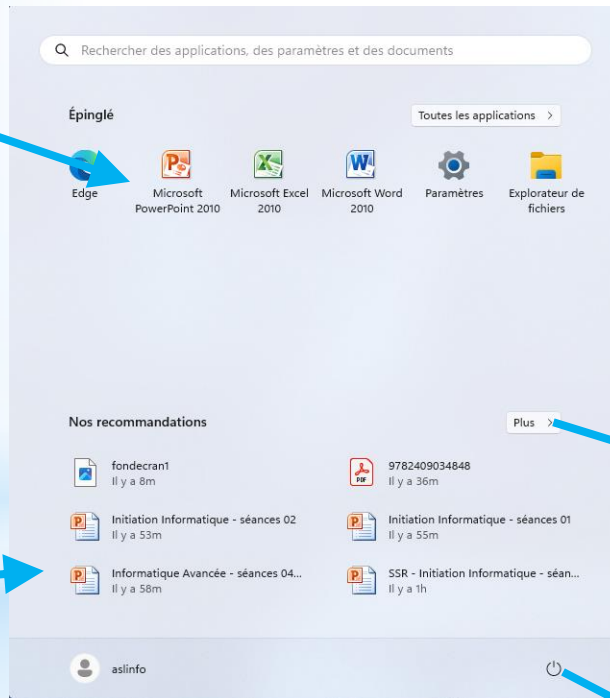 Rechercher des applications, des paramètres et des documents
Épinglé
Toutes les applications >
Edge
Microsoft PowerPoint 2010
Microsoft Excel 2010
Microsoft Word 2010
Paramètres
Explorateur de fichiers
Nos recommandations
Plus >
fondecran1
Il y a 8m
9782409034848
Il y a 36m
Initiation Informatique - séances 02
Il y a 53m
Initiation Informatique - séances 01
Il y a 55m
Informatique Avancée - séances 04...
Il y a 58m
SSR - Initiation Informatique - séan...
Il y a 1h
aslinfo